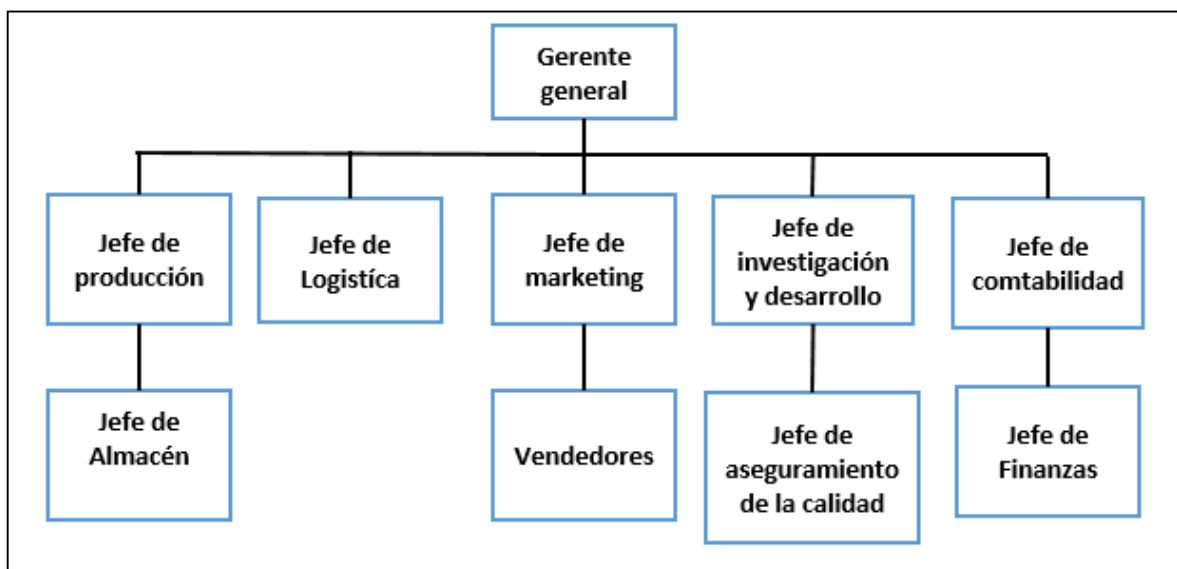 Gerente
general
Jefe de
producción
Jefe de
Logistíca
Jefe de
marketing
Jefe de
investigación
y desarrollo
Jefe de
comtabilidad
Jefe de
Almacén
Vendedores
Jefe de
aseguramiento
de la calidad
Jefe de
Finanzas